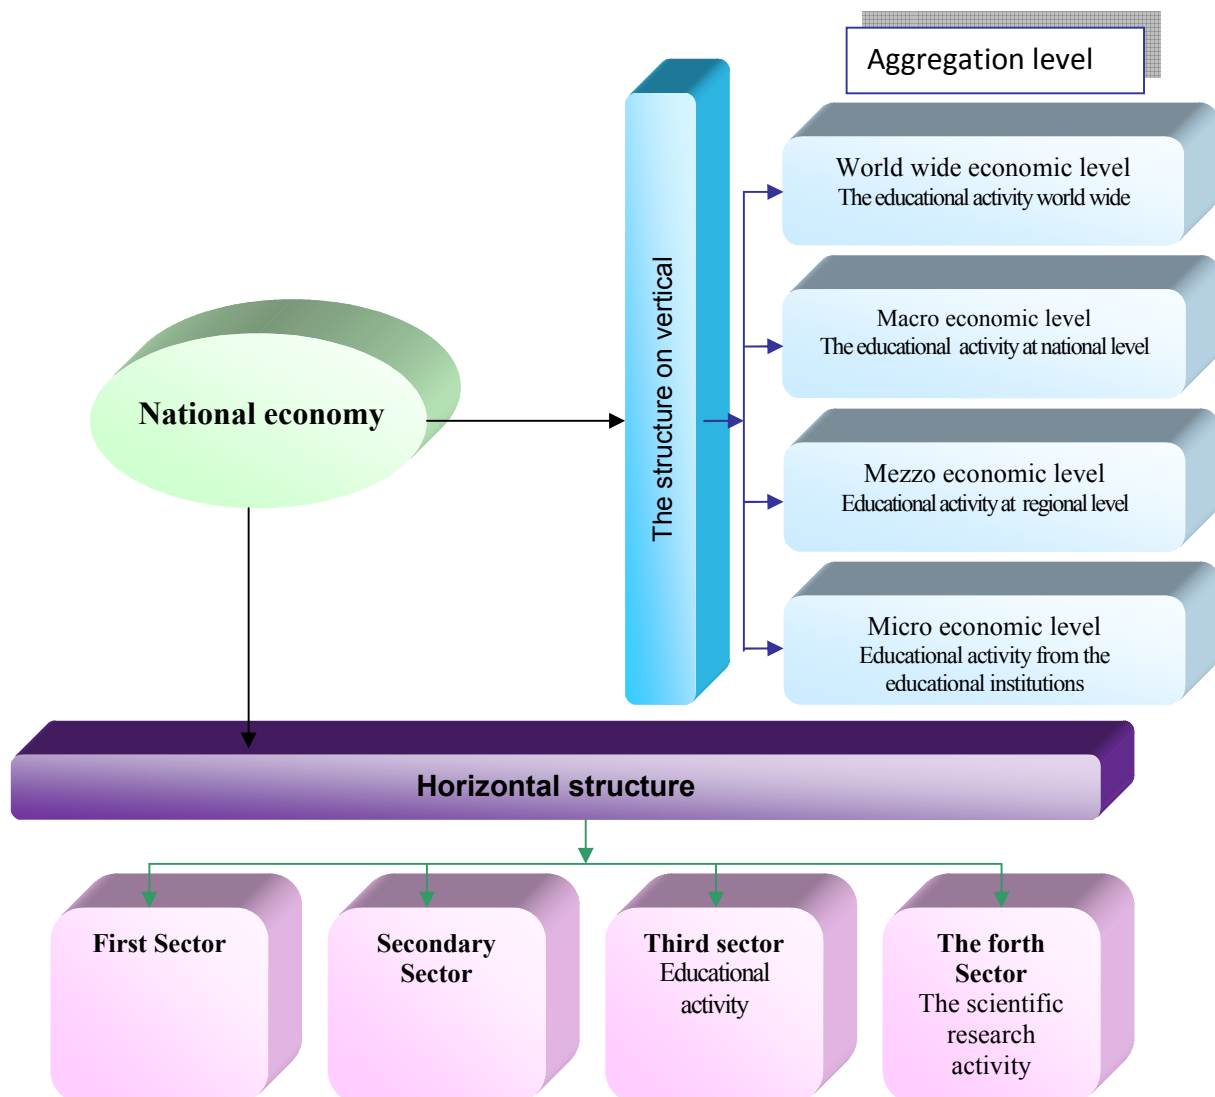 Aggregation level
World wide economic level
The educational activity world wide
Macro economic level
The educational activity at national level
Mezzo economic level
Educational activity at regional level
Micro economic level
Educational activity from the
educational institutions
The structure on vertical
National economy
Horizontal structure
First Sector
Secondary
Sector
Third sector
Educational
activity
The forth
Sector
The scientific
research
activity